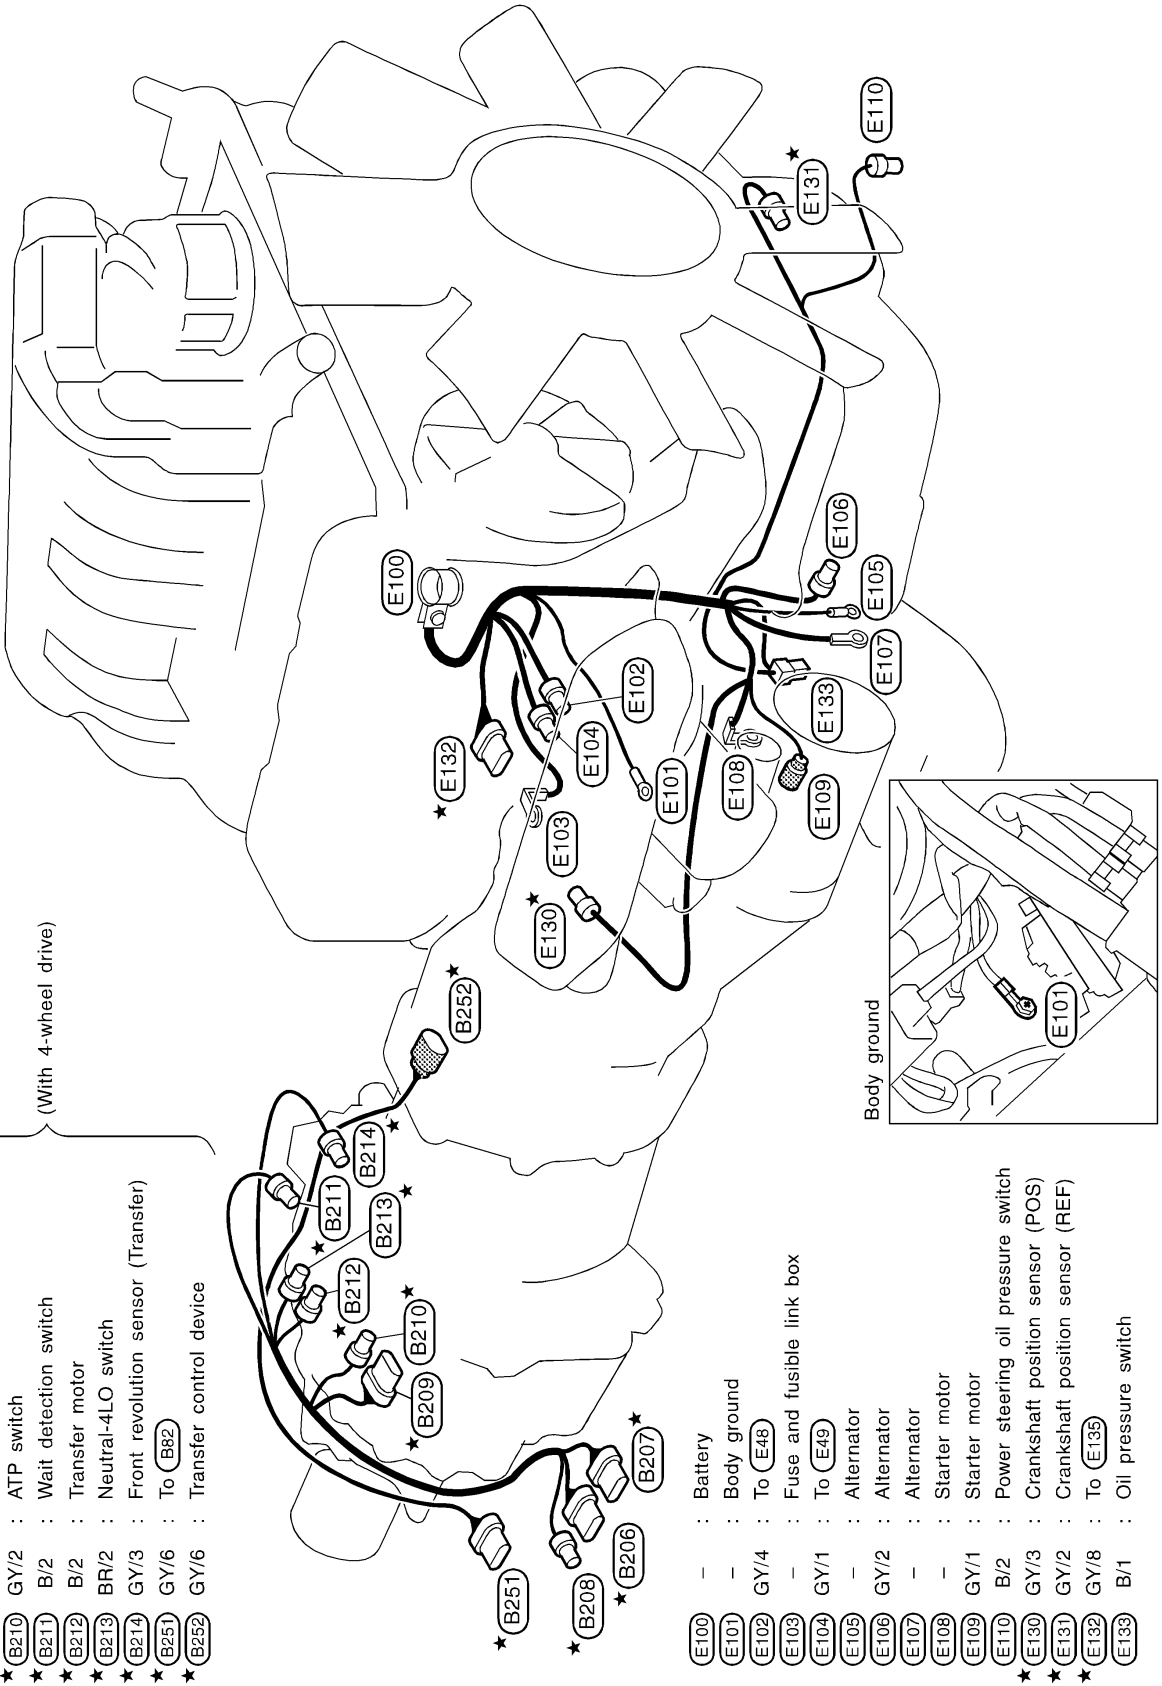 ★ B210 GY/2 : ATP switch
★ B211 B/2 : Wait detection switch
★ B212 B/2 : Transfer motor
★ B213 BR/2 : Neutral-4LO switch
★ B214 GY/3 : Front revolution sensor (Transfer)
★ B251 GY/6 : To B82
★ B252 GY/6 : Transfer control device
(With 4-wheel drive)
B251 ★
B208 ★
B206 ★
B207 ★
B209 ★
B210 ★
B212 ★
B213 ★
B211 ★
B214 ★
B252 ★
E130 ★
E103
E132 ★
E104
E101
E102
E100
E108
E109
E133
E107
E105
E106
E131 ★
E110
E100 – : Battery
E101 – : Body ground
E102 GY/4 : To E48
E103 – : Fuse and fusible link box
E104 GY/1 : To E49
E105 – : Alternator
E106 GY/2 : Alternator
E107 – : Alternator
E108 – : Starter motor
E109 GY/1 : Starter motor
E110 B/2 : Power steering oil pressure switch
★ E130 GY/3 : Crankshaft position sensor (POS)
★ E131 GY/2 : Crankshaft position sensor (REF)
★ E132 GY/8 : To E135
E133 B/1 : Oil pressure switch
Body ground
E101